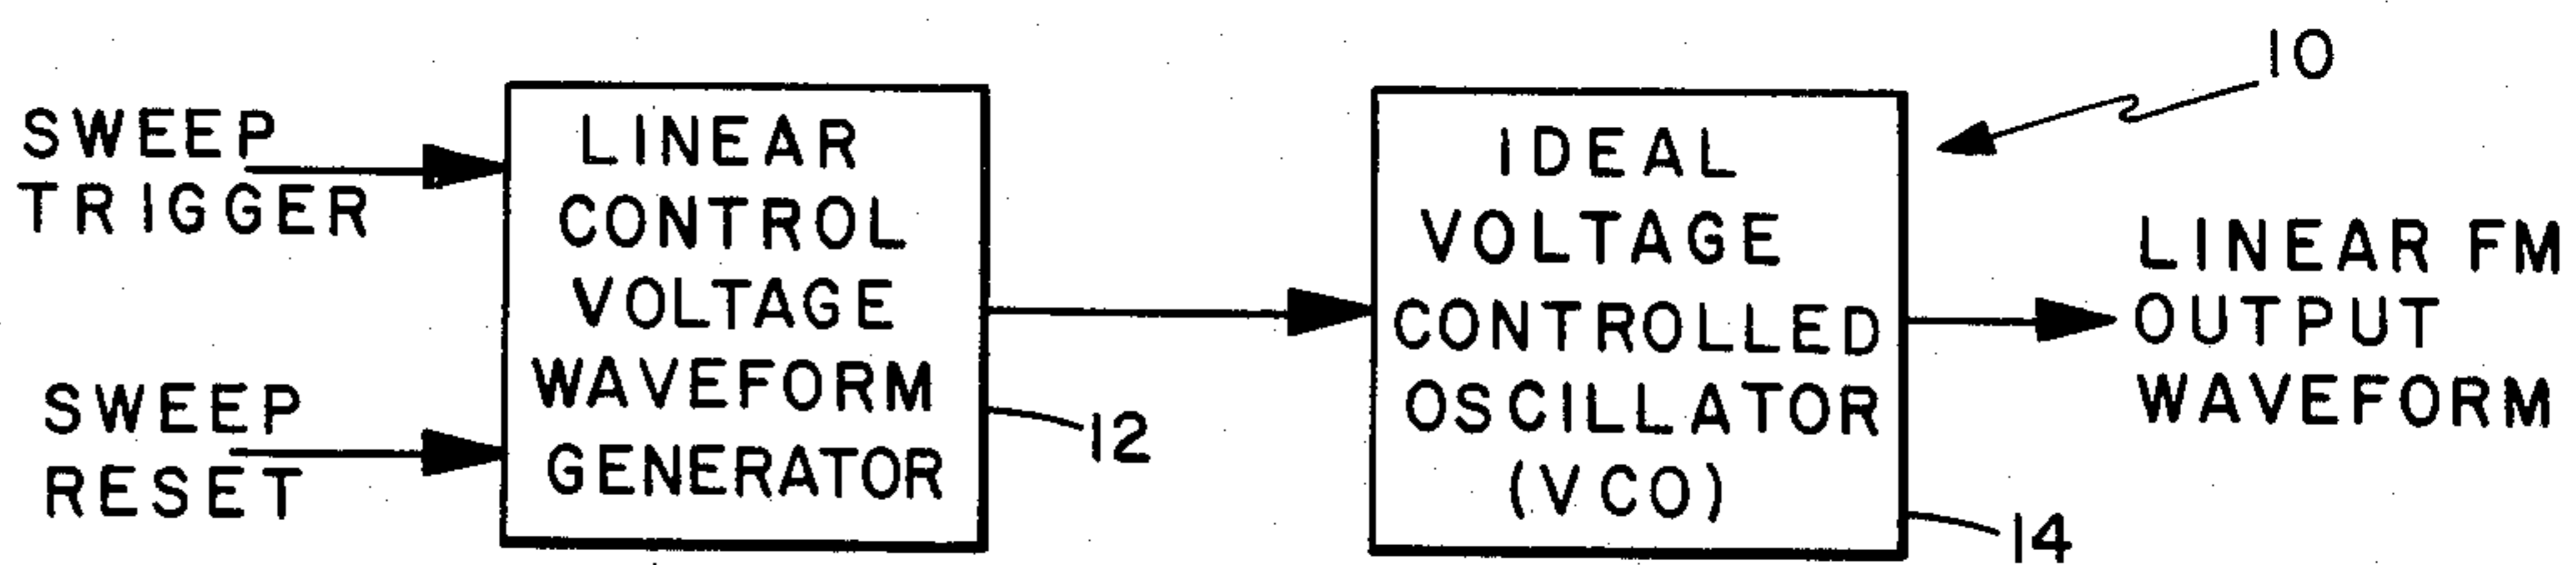 SWEEP
TRIGGER
SWEEP
RESET
LINEAR
CONTROL
VOLTAGE
WAVEFORM
GENERATOR
12
IDEAL
VOLTAGE
CONTROLLED
OSCILLATOR
(VCO)
14
10
LINEAR FM
OUTPUT
WAVEFORM